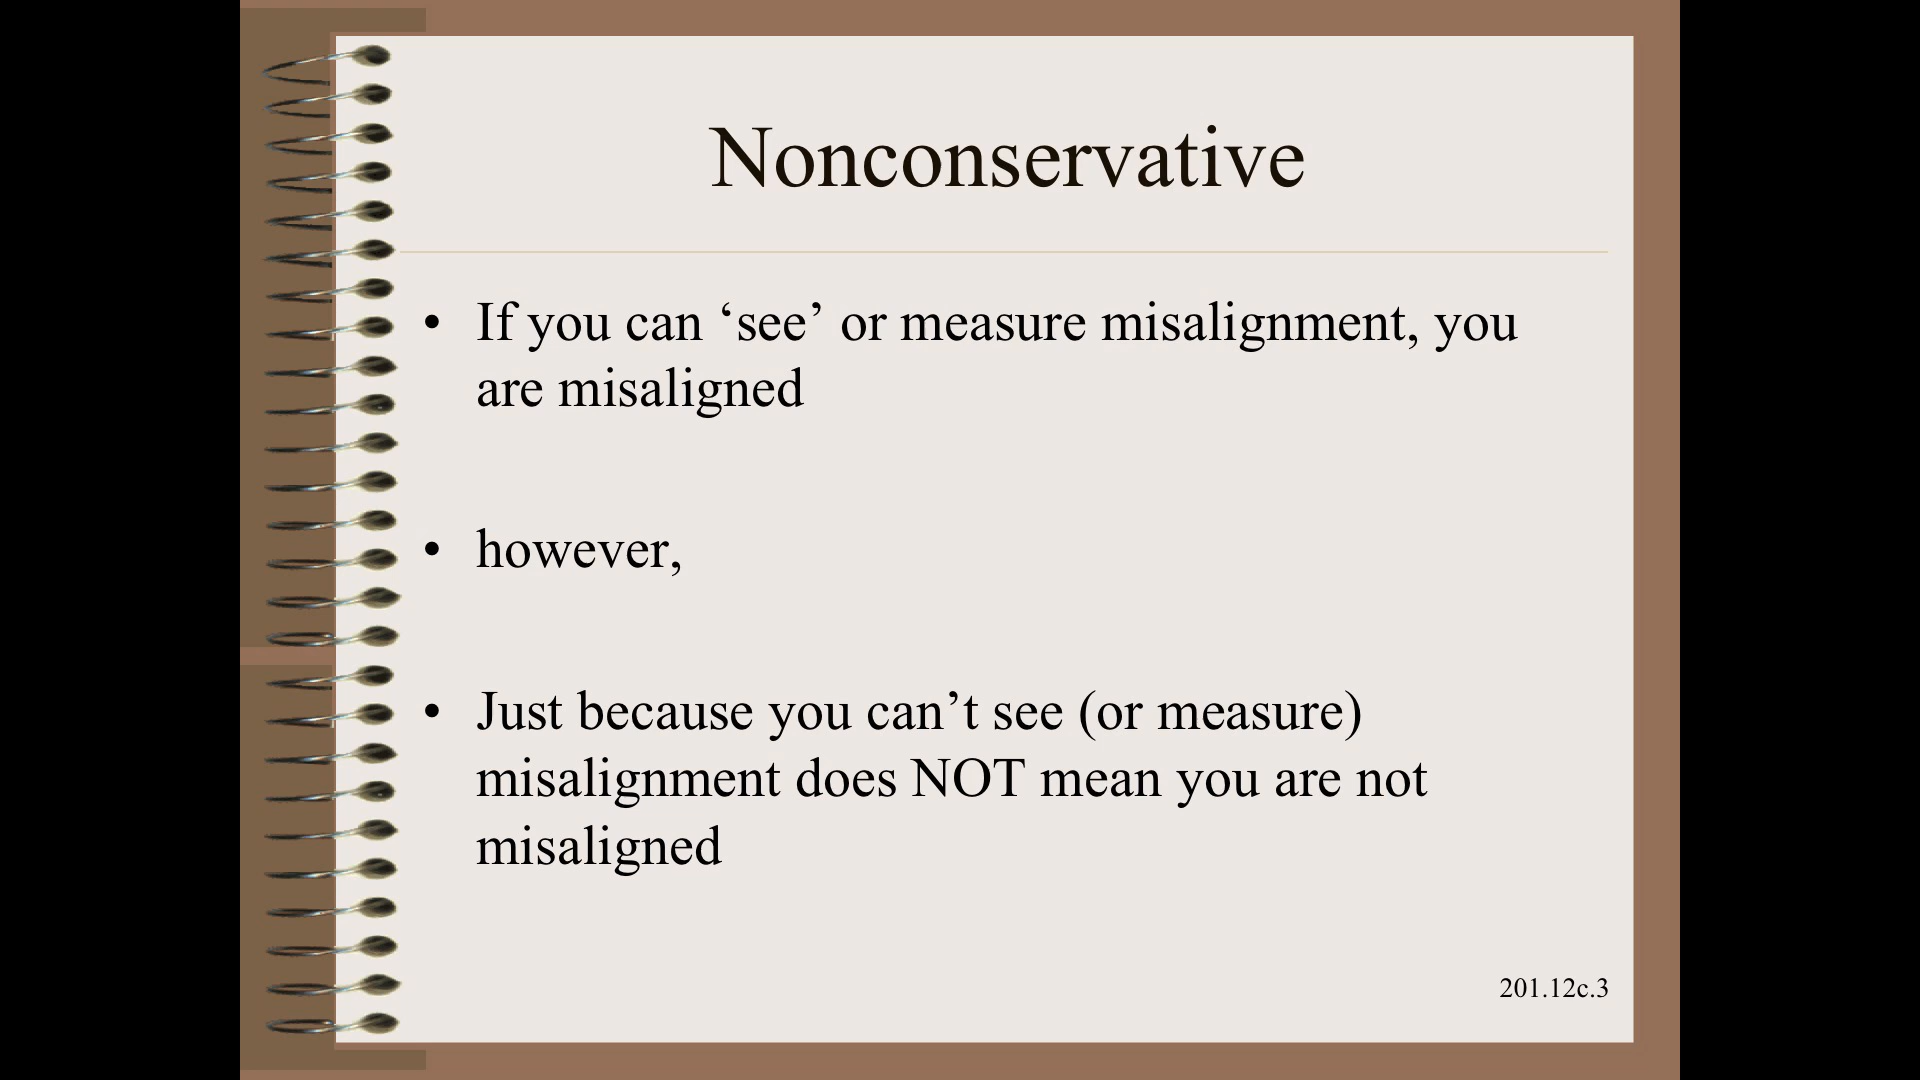 Nonconservative
• If you can ‘see’ or measure misalignment, you
are misaligned
• however,
• Just because you can’t see (or measure)
misalignment does NOT mean you are not
misaligned
201.12c.3